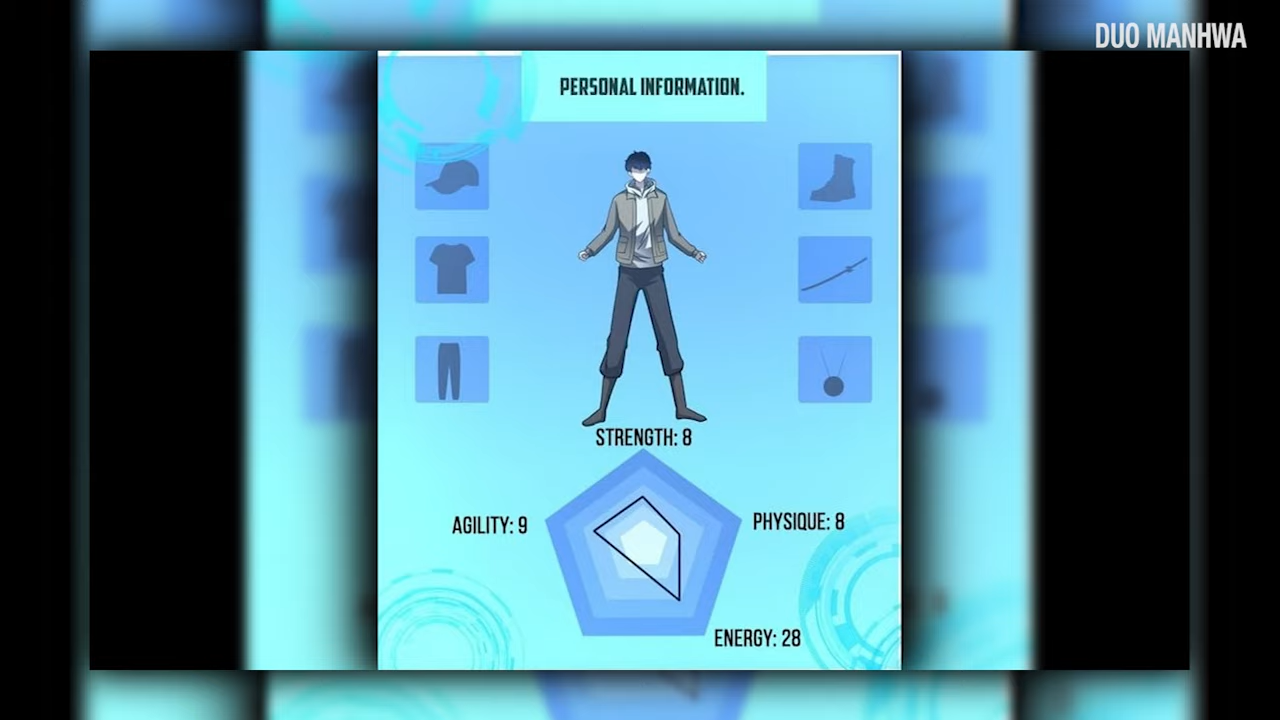 DUO MANHWA
PERSONAL INFORMATION.
STRENGTH: 8
AGILITY: 9
PHYSIQUE: 8
ENERGY: 28